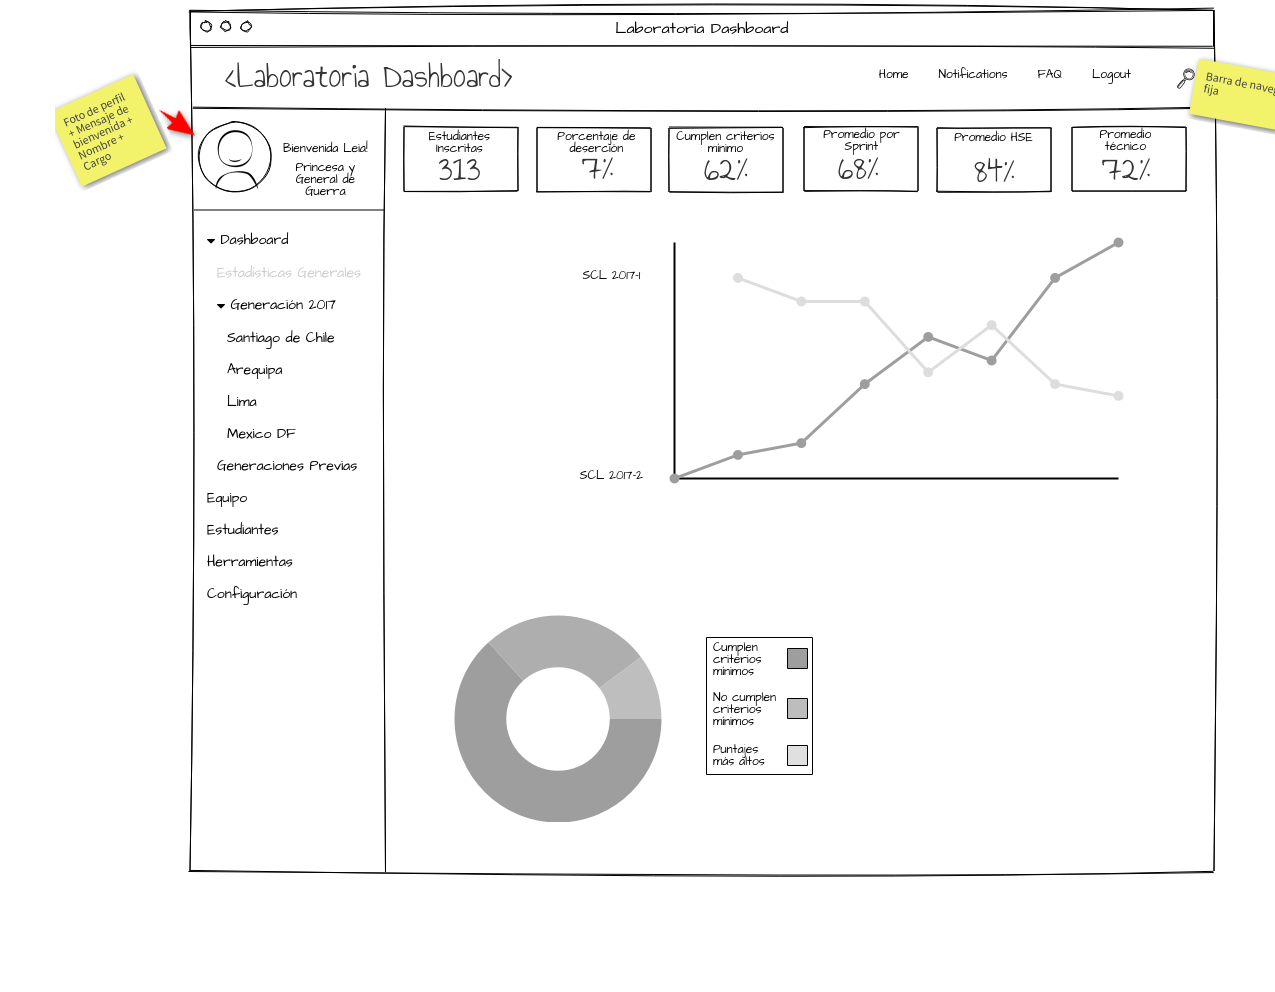 Laboratoria Dashboard
<Laboratoria Dashboard>
Home
Notifications
FAQ
Logout
Barra de
fija
Foto de perfil
+ Mensaje de
bienvenida +
Nombre +
Cargo
Bienvenida Leia!
Princesa y
General de
Guerra
Estudiantes
Inscritas
313
Porcentaje de
deserción
7%
Cumplen criterios
minimo
62%
Promedio por
Sprint
68%
Promedio HSE
84%
Promedio
técnico
72%
Dashboard
Estadisticas Generales
Generación 2017
Santiago de Chile
Arequipa
Lima
Mexico DF
Generaciones Previas
Equipo
Estudiantes
Herramientas
Configuración
SCL 2017-1
SCL 2017-2
Cumplen
criterios
minimos
No cumplen
criterios
minimos
Puntajes
más altos